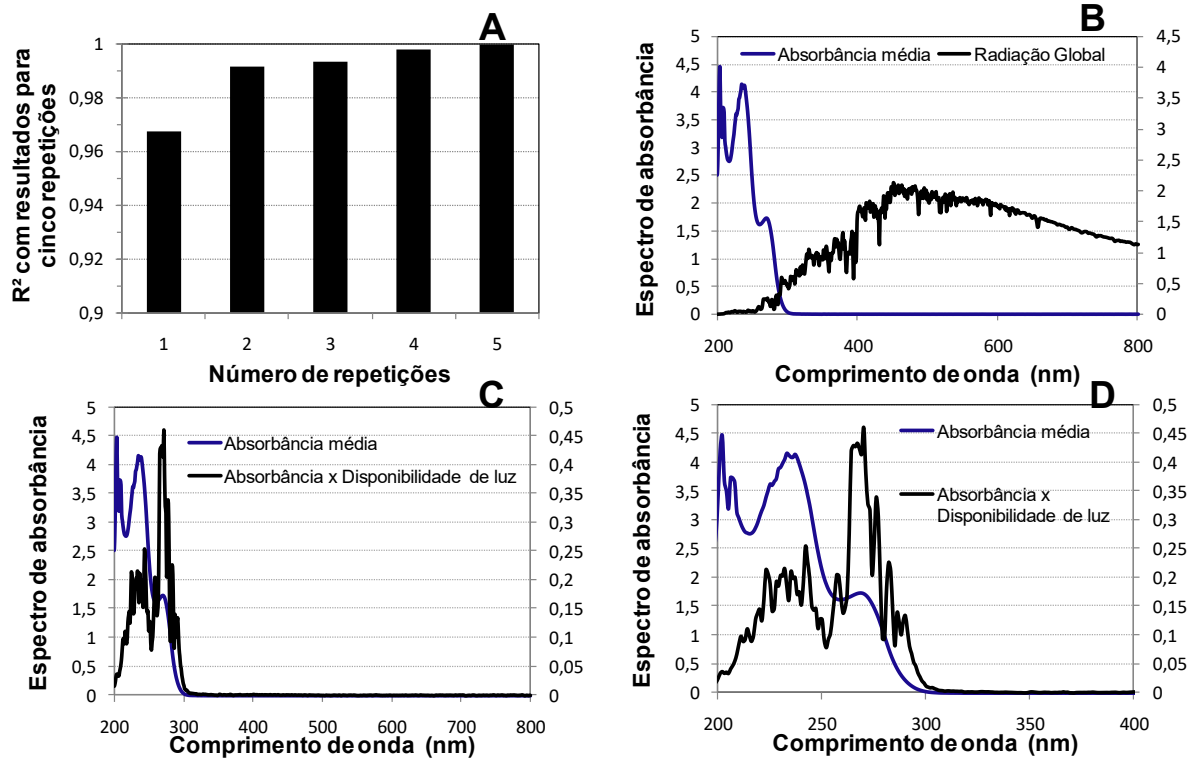 A
R² com resultados para
cinco repetições
1
0,98
0,96
0,94
0,92
0,9
1 2 3 4 5
Número de repetições
B
Espectro de absorbância
5
4,5
4
3,5
3
2,5
2
1,5
1
0,5
0
Absorbância média
Radiação Global
4,5
4
3,5
3
2,5
2
1,5
1
0,5
0
200 400 600 800
Comprimento de onda (nm)
C
Espectro de absorbância
5
4,5
4
3,5
3
2,5
2
1,5
1
0,5
0
Absorbância média
Absorbância x Disponibilidade de luz
0,5
0,45
0,4
0,35
0,3
0,25
0,2
0,15
0,1
0,05
0
200 300 400 500 600 700 800
Comprimento de onda (nm)
D
Espectro de absorbância
5
4,5
4
3,5
3
2,5
2
1,5
1
0,5
0
Absorbância média
Absorbância x
Disponibilidade de luz
0,5
0,45
0,4
0,35
0,3
0,25
0,2
0,15
0,1
0,05
0
200 250 300 350 400
Comprimento de onda (nm)